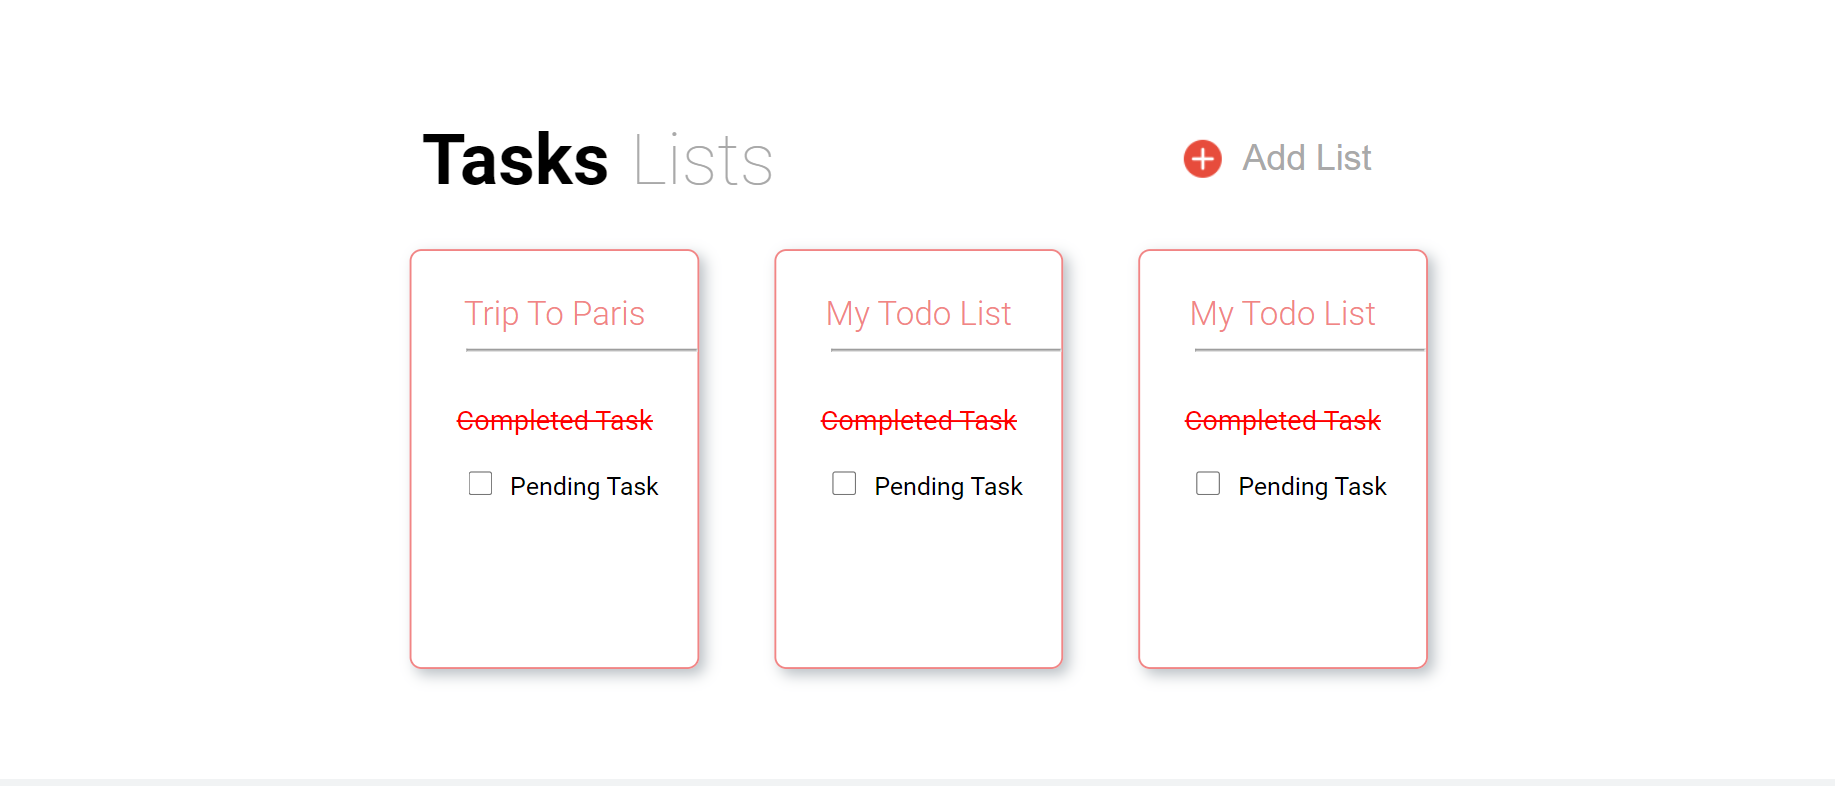 Tasks Lists
Add List
Trip To Paris
Completed Task
Pending Task
My Todo List
Completed Task
Pending Task
My Todo List
Completed Task
Pending Task